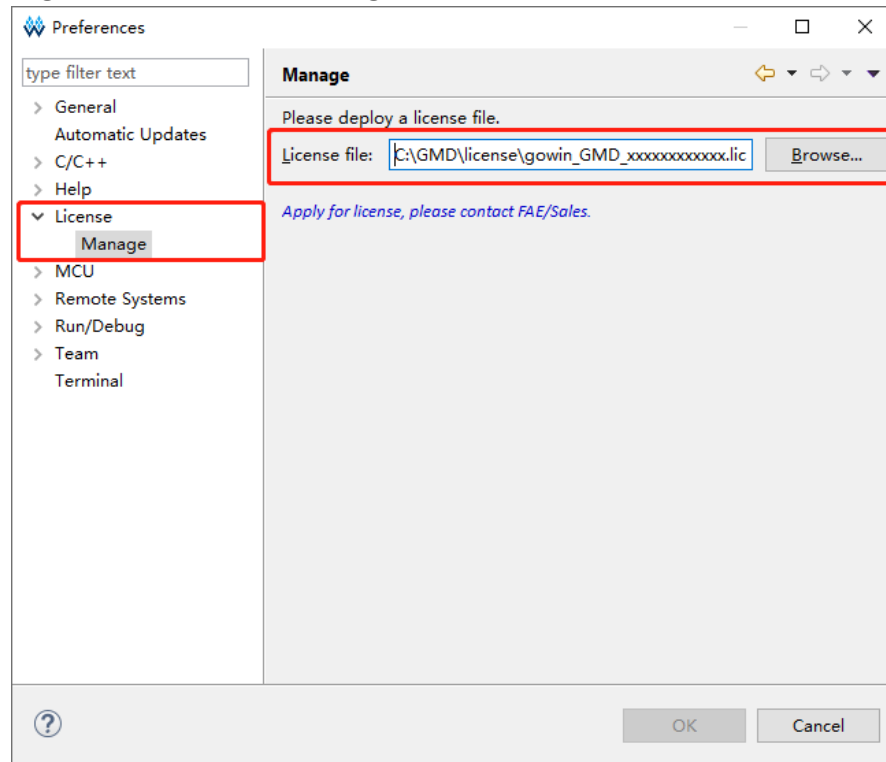 Preferences
type filter text
General
Automatic Updates
C/C++
Help
License
Manage
MCU
Remote Systems
Run/Debug
Team
Terminal
Manage
Please deploy a license file.
License file: C:\GMD\license\gowin_GMD_xxxxxxxxxxxx.lic Browse...
Apply for license, please contact FAE/Sales.
? OK Cancel